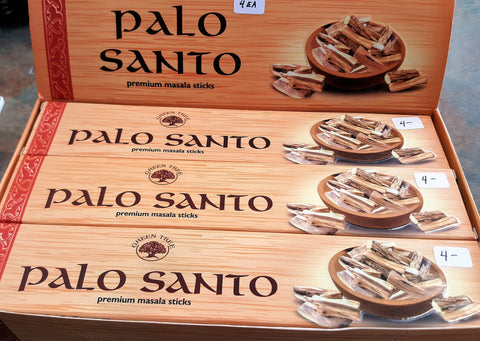 4 EA
PALO
SANTO
premium masala sticks
GREEN TREE
PALO SANTO
premium masala sticks
4-
GREEN TREE
PALO SANTO
premium masala sticks
4-
GREEN TREE
PALO SANTO
premium masala sticks
4-